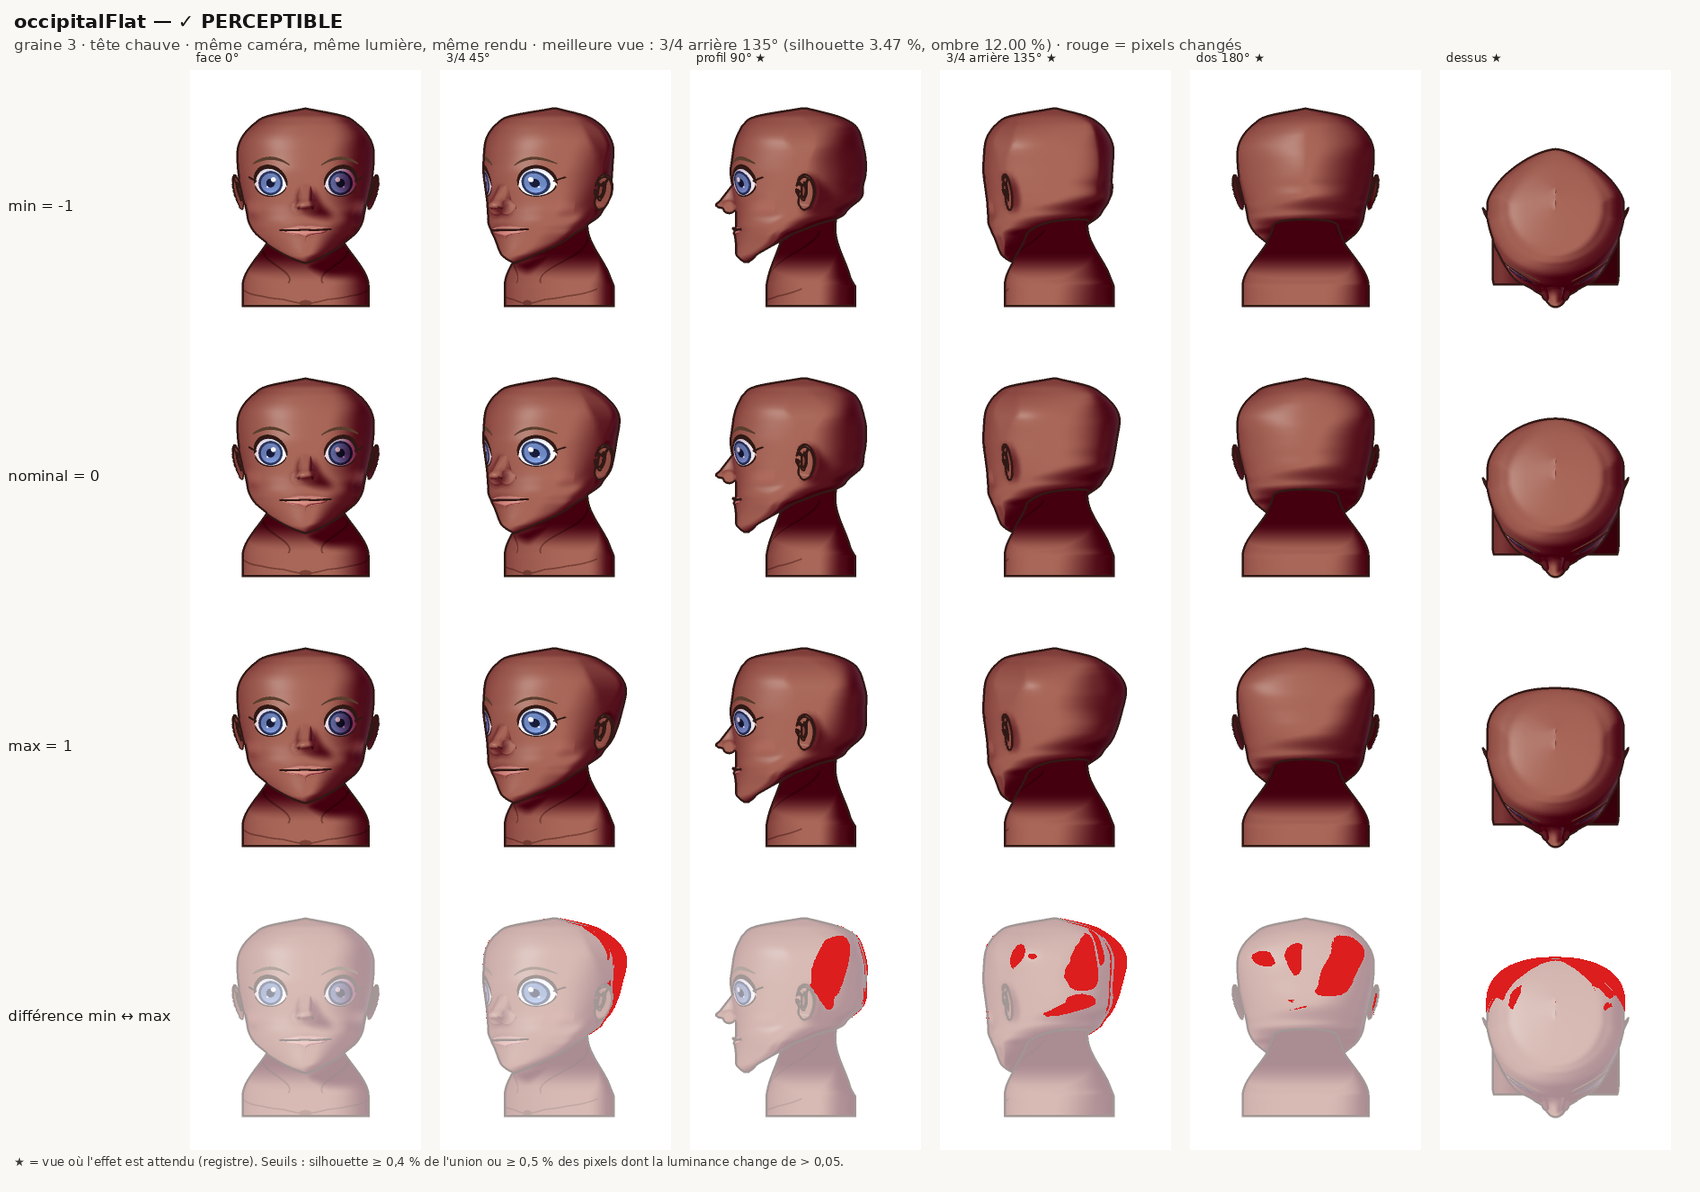 occipitalFlat — ✓ PERCEPTIBLE
graine 3 · tête chauve · même caméra, même lumière, même rendu · meilleure vue : 3/4 arrière 135° (silhouette 3.47 %, ombre 12.00 %) · rouge = pixels changés
face 0° 3/4 45° profil 90° ★ 3/4 arrière 135° ★ dos 180° ★ dessus ★
min = -1
nominal = 0
max = 1
différence min ↔ max
★ = vue où l'effet est attendu (registre). Seuils : silhouette ≥ 0,4 % de l'union ou ≥ 0,5 % des pixels dont la luminance change de > 0,05.